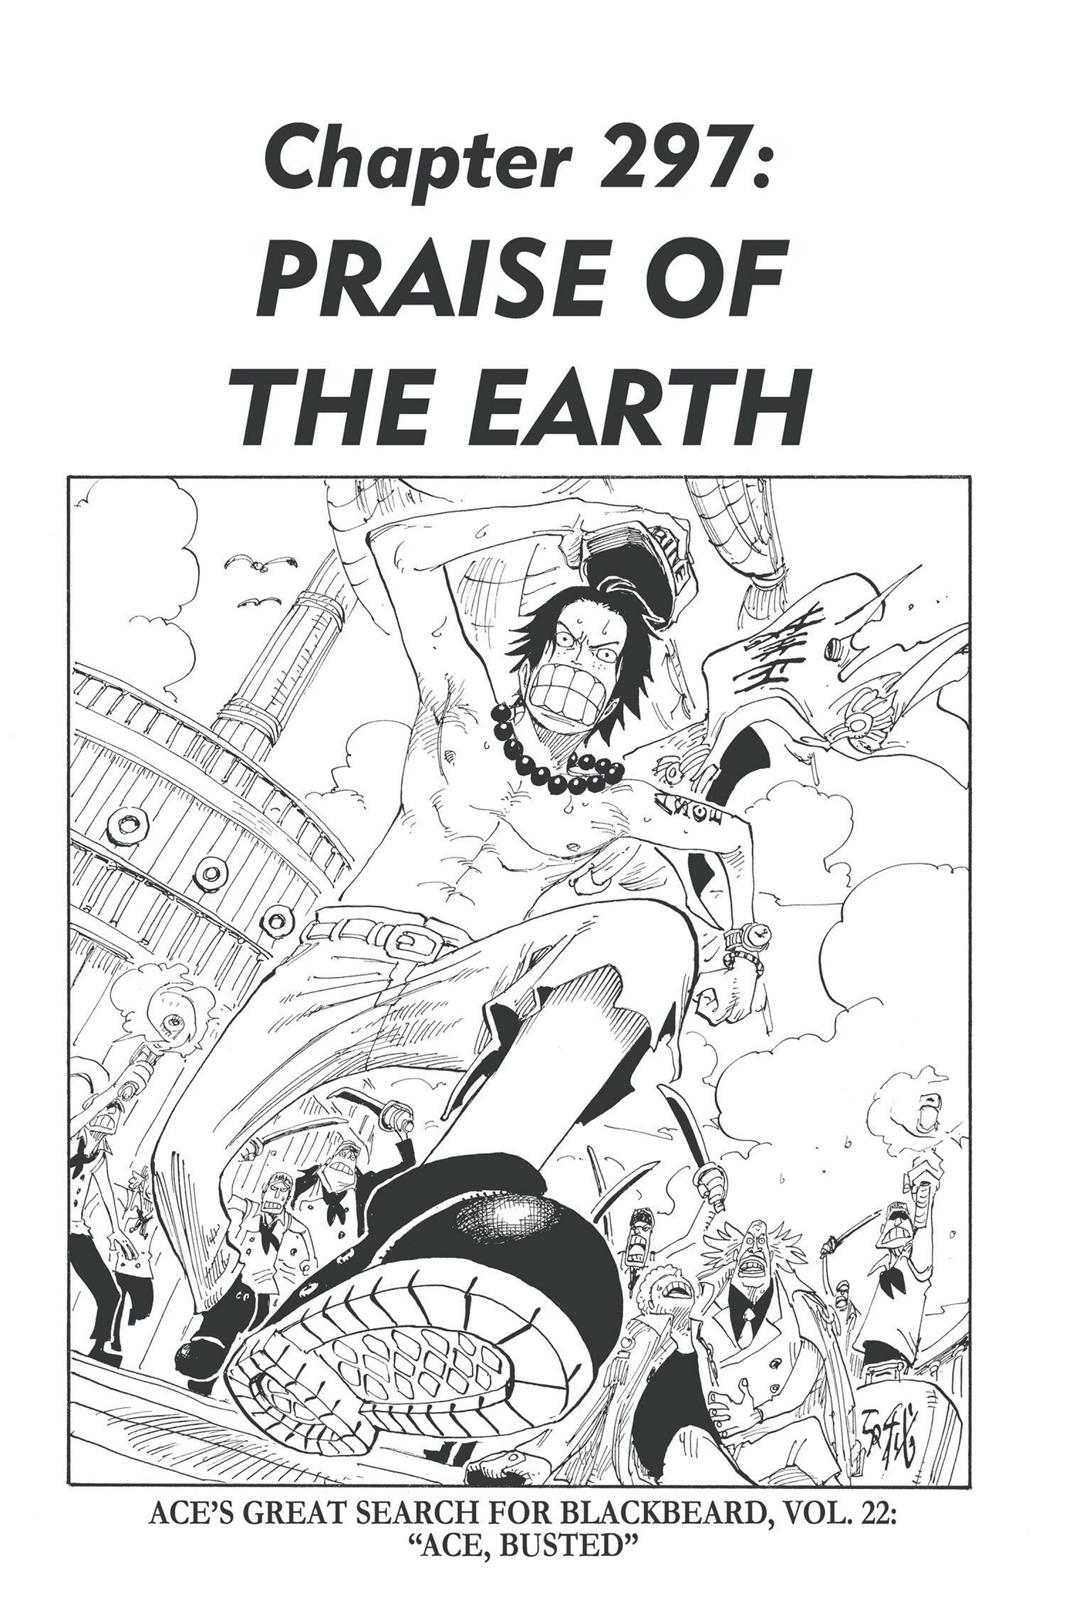 Chapter 297:
PRAISE OF
THE EARTH
ACE'S GREAT SEARCH FOR BLACKBEARD, VOL. 22:
“ACE, BUSTED”